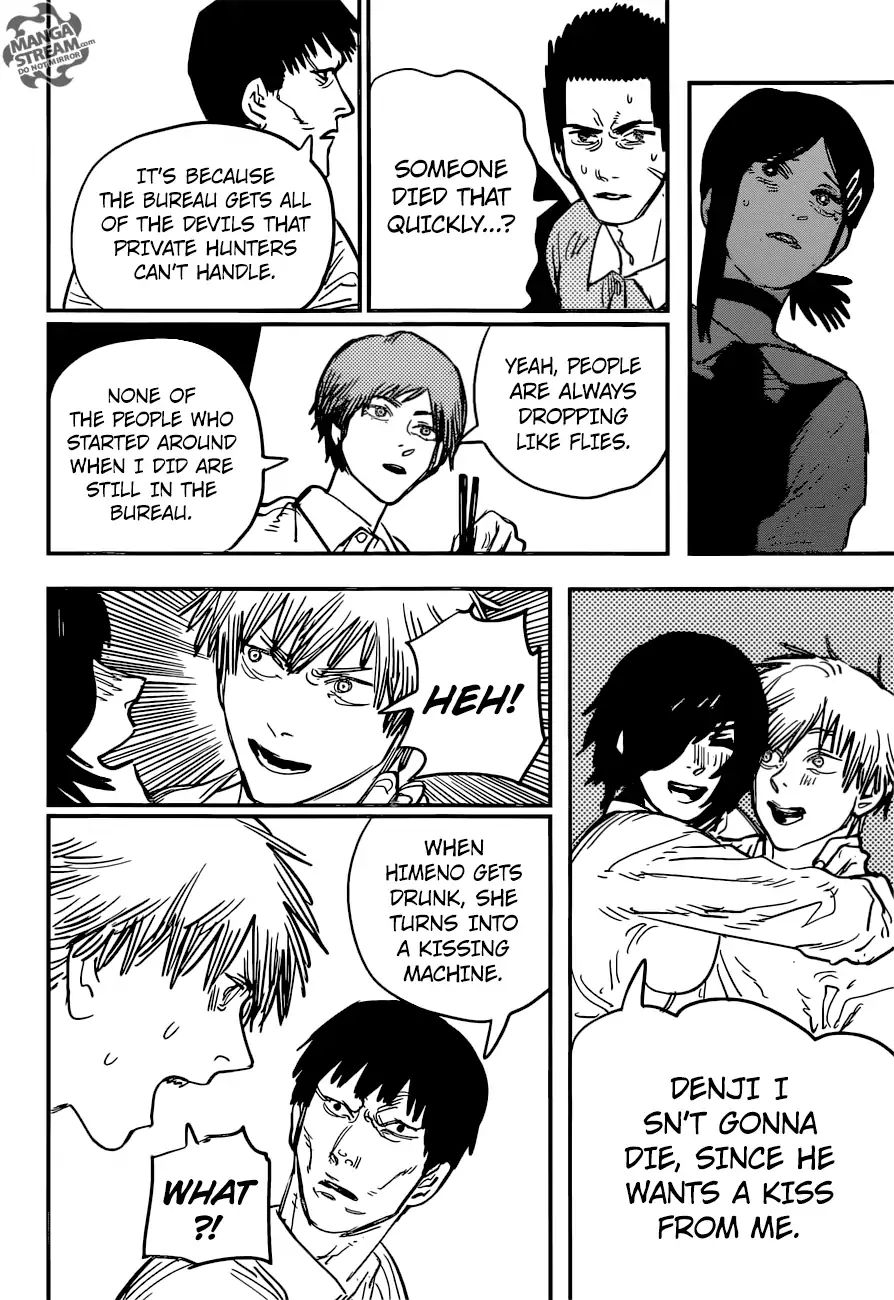 MANGA
STREAM.com
DO NOT MIRROR
SOMEONE
DIED THAT
QUICKLY...?
IT'S BECAUSE
THE BUREAU GETS ALL
OF THE DEVILS THAT
PRIVATE HUNTERS
CAN'T HANDLE.
YEAH, PEOPLE
ARE ALWAYS
DROPPING
LIKE FLIES.
NONE OF
THE PEOPLE WHO
STARTED AROUND
WHEN I DID ARE
STILL IN THE
BUREAU.
DENJI I
SN'T GONNA
DIE, SINCE HE
WANTS A KISS
FROM ME.
HEH!
WHEN
HIMENO GETS
DRUNK, SHE
TURNS INTO
A KISSING
MACHINE.
WHAT
?!